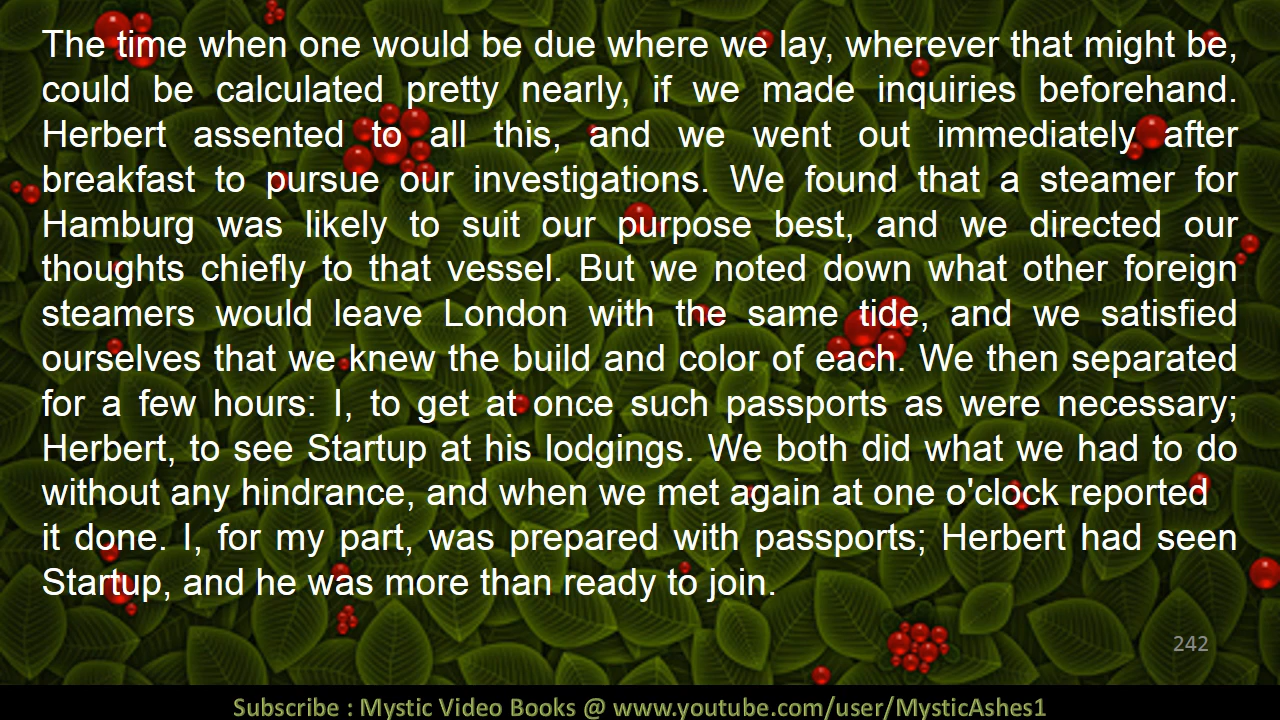 The time when one would be due where we lay, wherever that might be,
could be calculated pretty nearly, if we made inquiries beforehand.
Herbert assented to all this, and we went out immediately after
breakfast to pursue our investigations. We found that a steamer for
Hamburg was likely to suit our purpose best, and we directed our
thoughts chiefly to that vessel. But we noted down what other foreign
steamers would leave London with the same tide, and we satisfied
ourselves that we knew the build and color of each. We then separated
for a few hours: I, to get at once such passports as were necessary;
Herbert, to see Startup at his lodgings. We both did what we had to do
without any hindrance, and when we met again at one o'clock reported
it done. I, for my part, was prepared with passports; Herbert had seen
Startup, and he was more than ready to join.
242
Subscribe : Mystic Video Books @ www.youtube.com/user/MysticAshes1